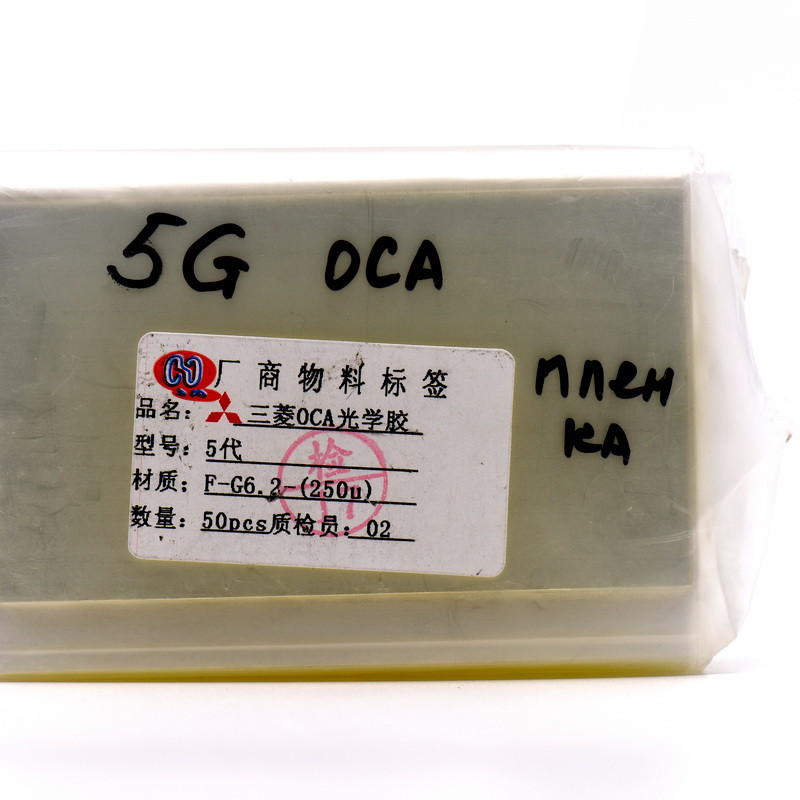 5G OCA
ппен
ка
厂商物料标签
品名: 三菱OCA光学胶
型号: 5代
材质: F-G6.2-(250u)
数量: 50pcs质检员: 02
检